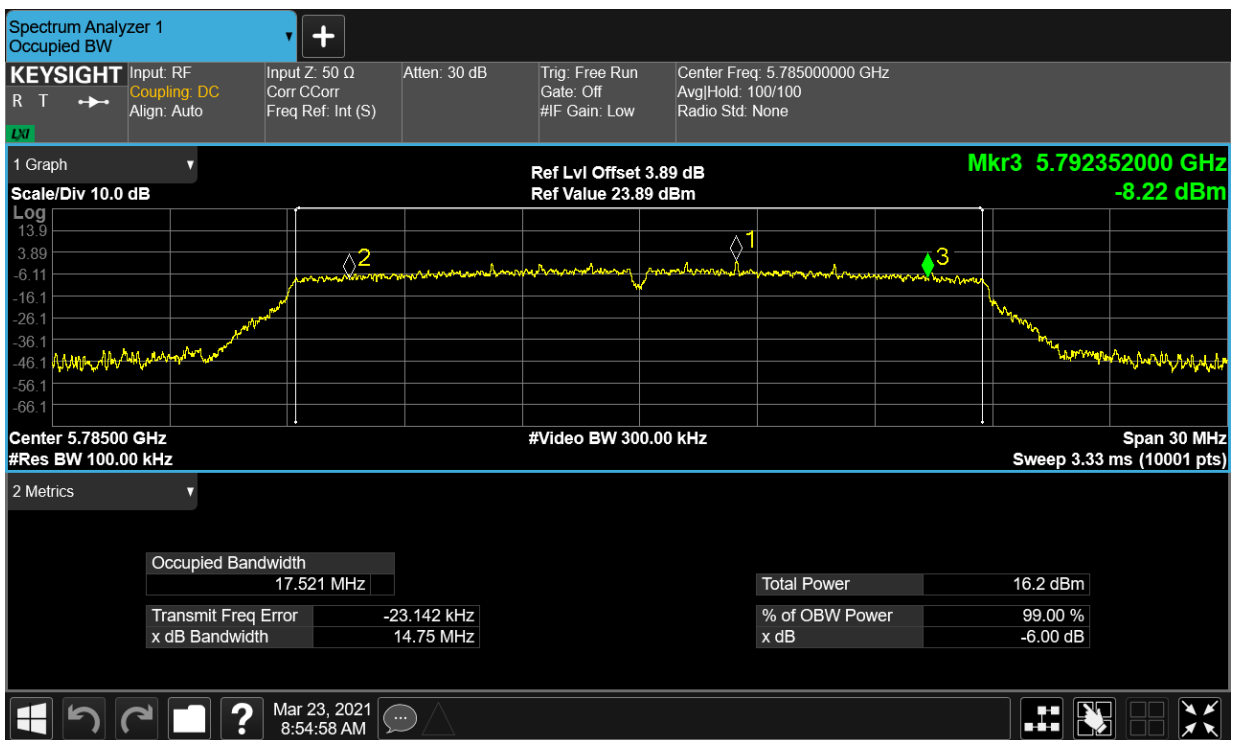 Spectrum Analyzer 1
Occupied BW
KEYSIGHT
R T
LXI
Input: RF
Coupling: DC
Align: Auto
Input Z: 50 Ω
Corr CCorr
Freq Ref: Int (S)
Atten: 30 dB
Trig: Free Run
Gate: Off
#IF Gain: Low
Center Freq: 5.785000000 GHz
Avg|Hold: 100/100
Radio Std: None
1 Graph
Scale/Div 10.0 dB
Ref Lvl Offset 3.89 dB
Ref Value 23.89 dBm
Mkr3 5.792352000 GHz
-8.22 dBm
Log
13.9
3.89
-6.11
-16.1
-26.1
-36.1
-46.1
-56.1
-66.1
2
1
3
Center 5.78500 GHz
#Res BW 100.00 kHz
#Video BW 300.00 kHz
Span 30 MHz
Sweep 3.33 ms (10001 pts)
2 Metrics
Occupied Bandwidth
17.521 MHz
Transmit Freq Error -23.142 kHz
x dB Bandwidth 14.75 MHz
Total Power 16.2 dBm
% of OBW Power 99.00 %
x dB -6.00 dB
?
Mar 23, 2021
8:54:58 AM